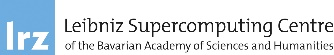 lrz
Leibniz Supercomputing Centre
of the Bavarian Academy of Sciences and Humanities